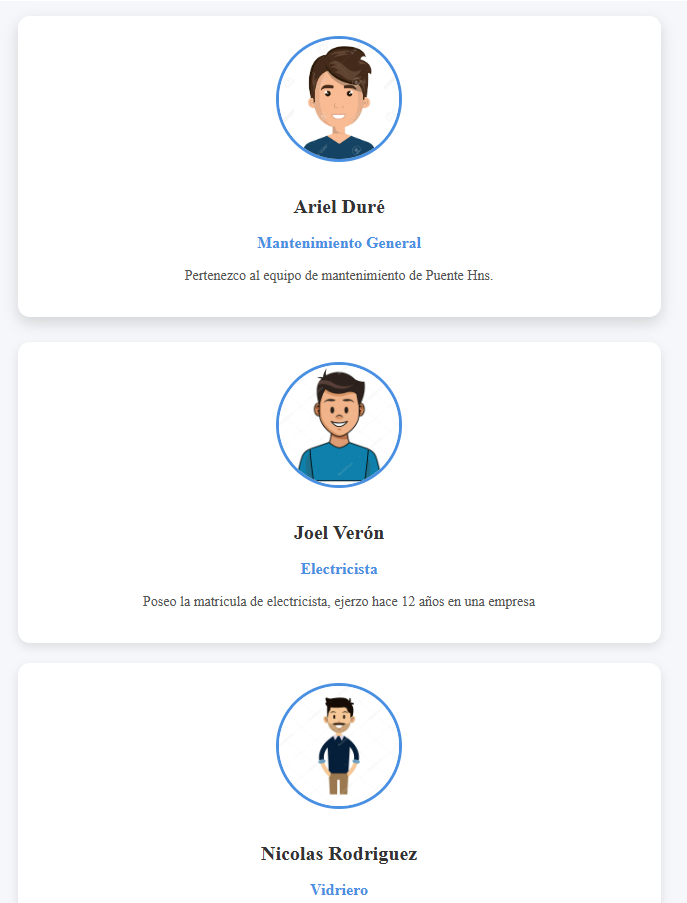 Ariel Duré
Mantenimiento General
Pertenezco al equipo de mantenimiento de Puente Hns.
Joel Verón
Electricista
Poseo la matricula de electricista, ejerzo hace 12 años en una empresa
Nicolas Rodriguez
Vidriero